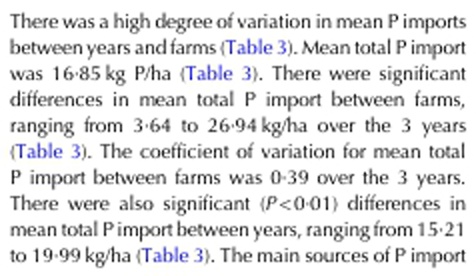 There was a high degree of variation in mean P imports
between years and farms (Table 3). Mean total P import
was 16·85 kg P/ha (Table 3). There were significant
differences in mean total P import between farms,
ranging from 3·64 to 26·94 kg/ha over the 3 years
(Table 3). The coefficient of variation for mean total
P import between farms was 0·39 over the 3 years.
There were also significant (P<0·01) differences in
mean total P import between years, ranging from 15·21
to 19·99 kg/ha (Table 3). The main sources of P import